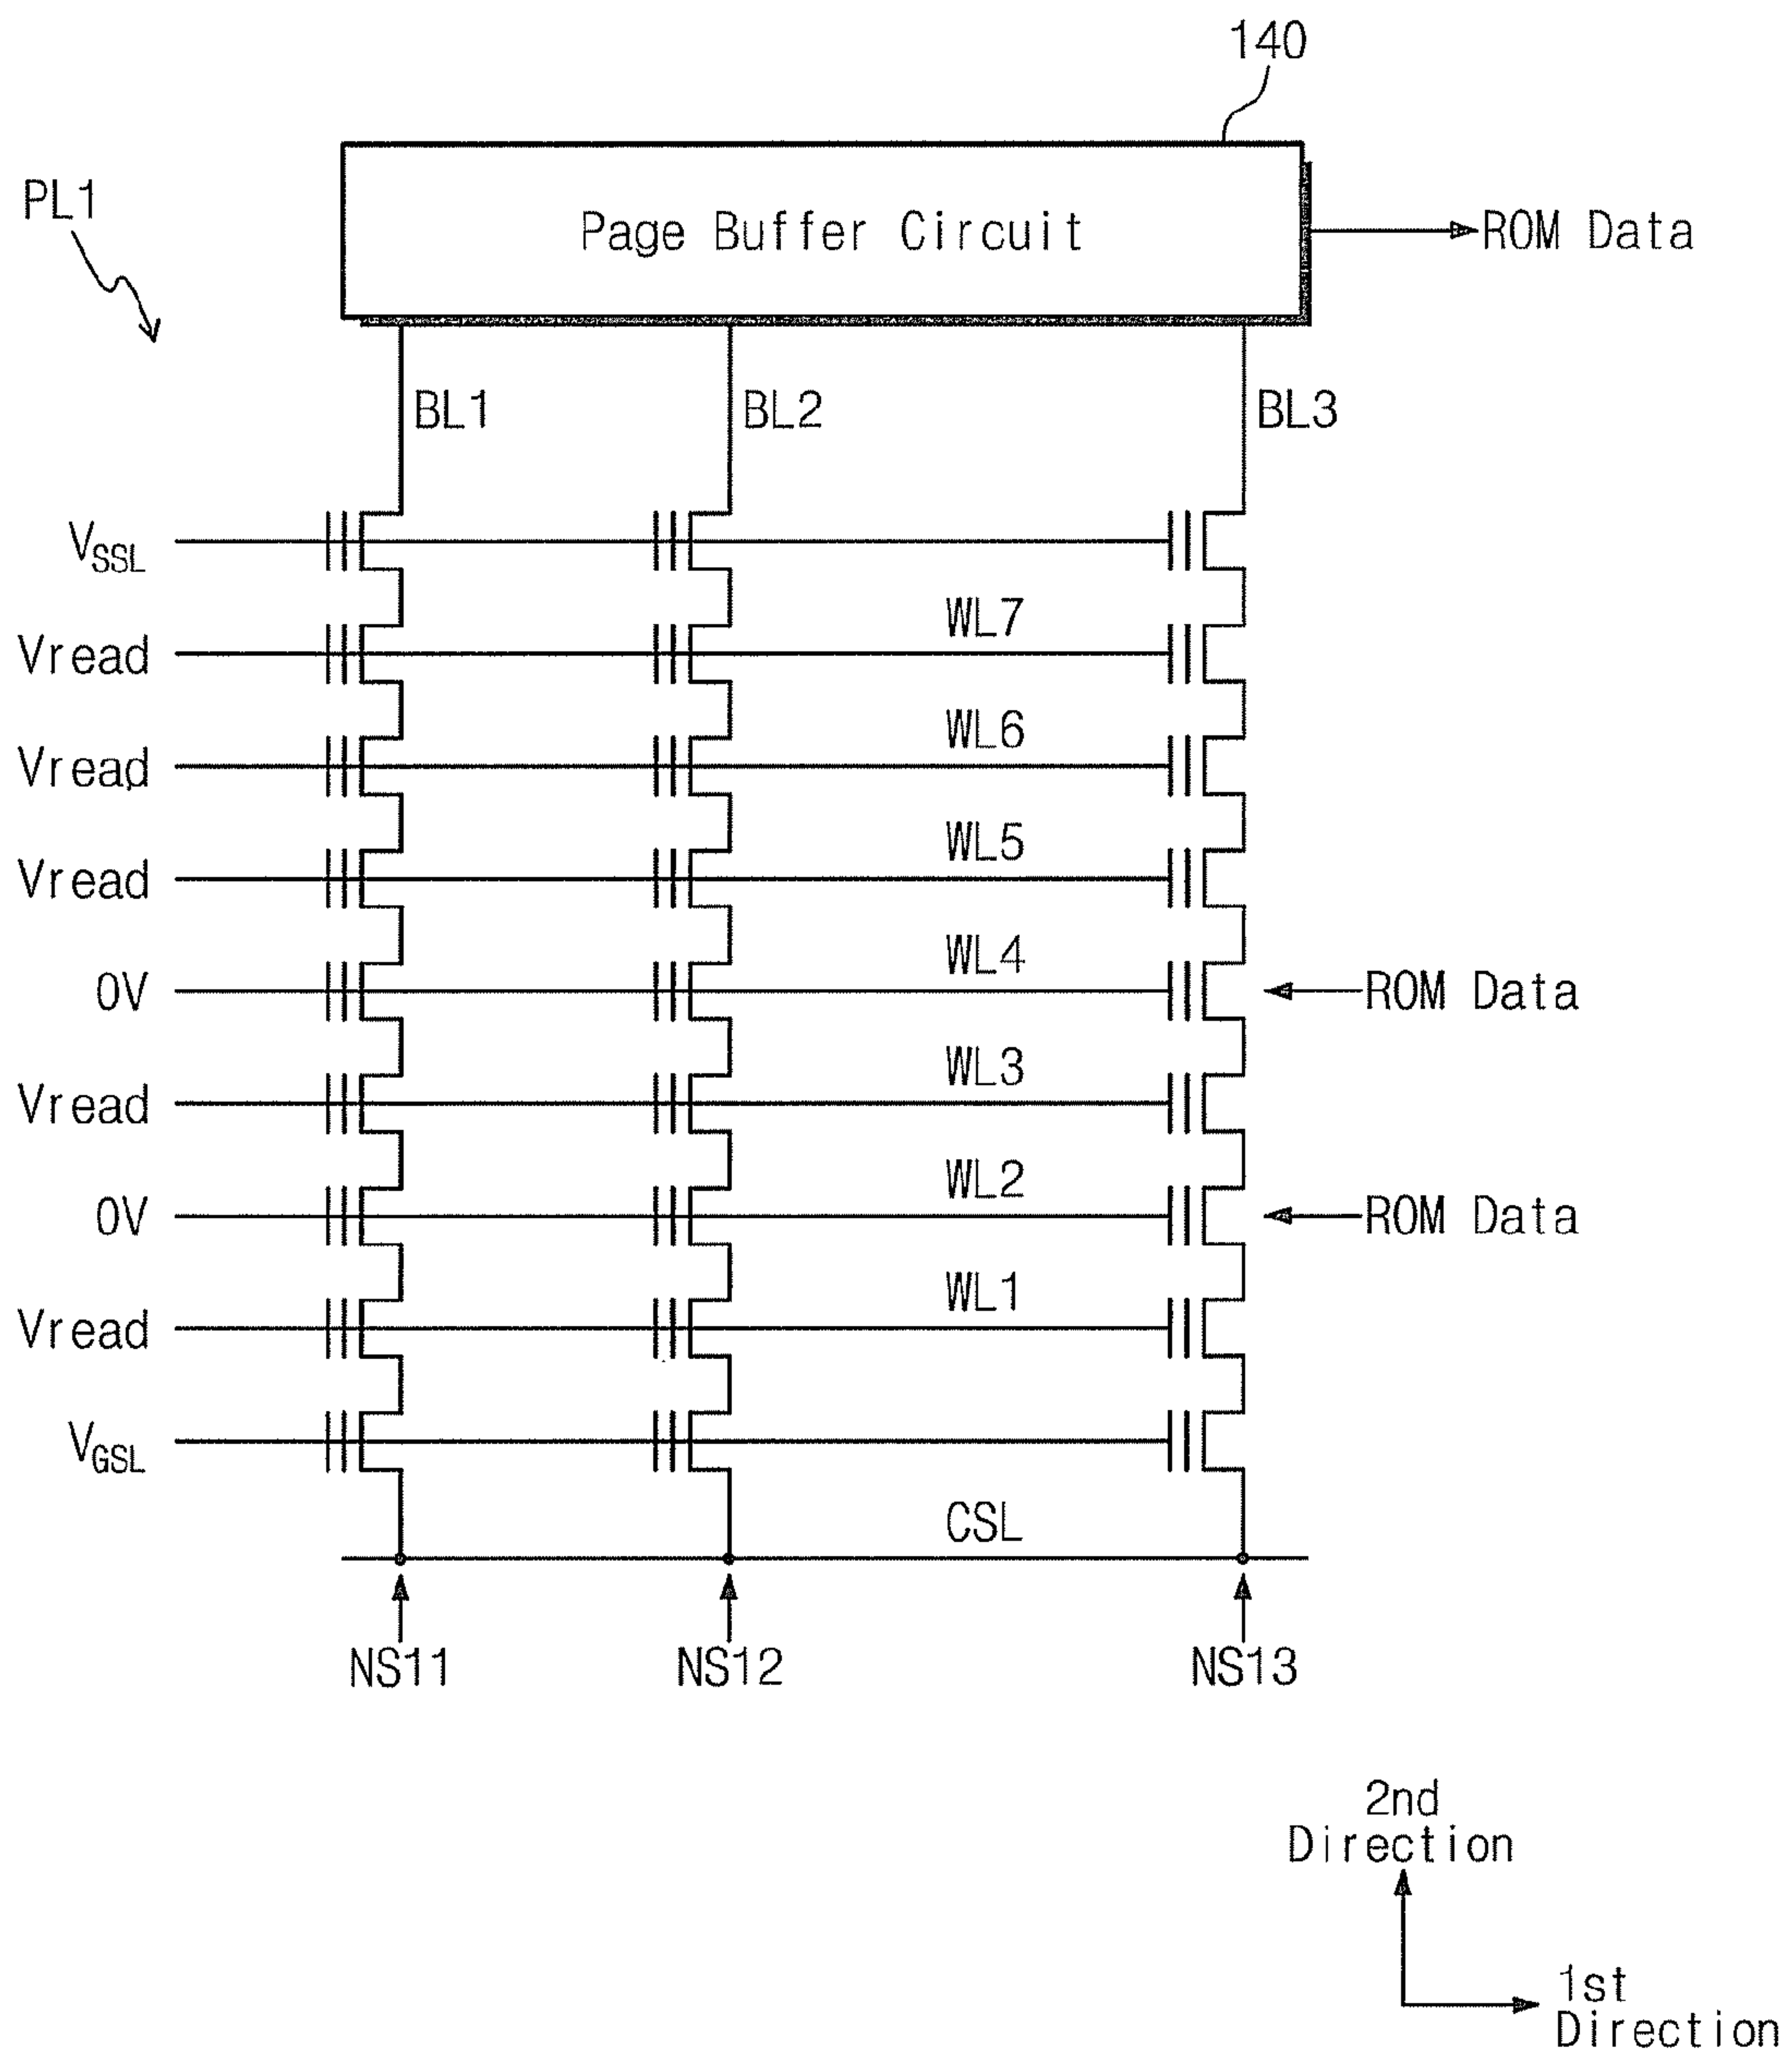 140
PL1
Page Buffer Circuit
ROM Data
BL1
BL2
BL3
VSSL
WL7
Vread
WL6
Vread
WL5
Vread
WL4
0V
ROM Data
WL3
Vread
WL2
0V
ROM Data
WL1
Vread
VGSL
CSL
NS11
NS12
NS13
2nd
Direction
1st
Direction